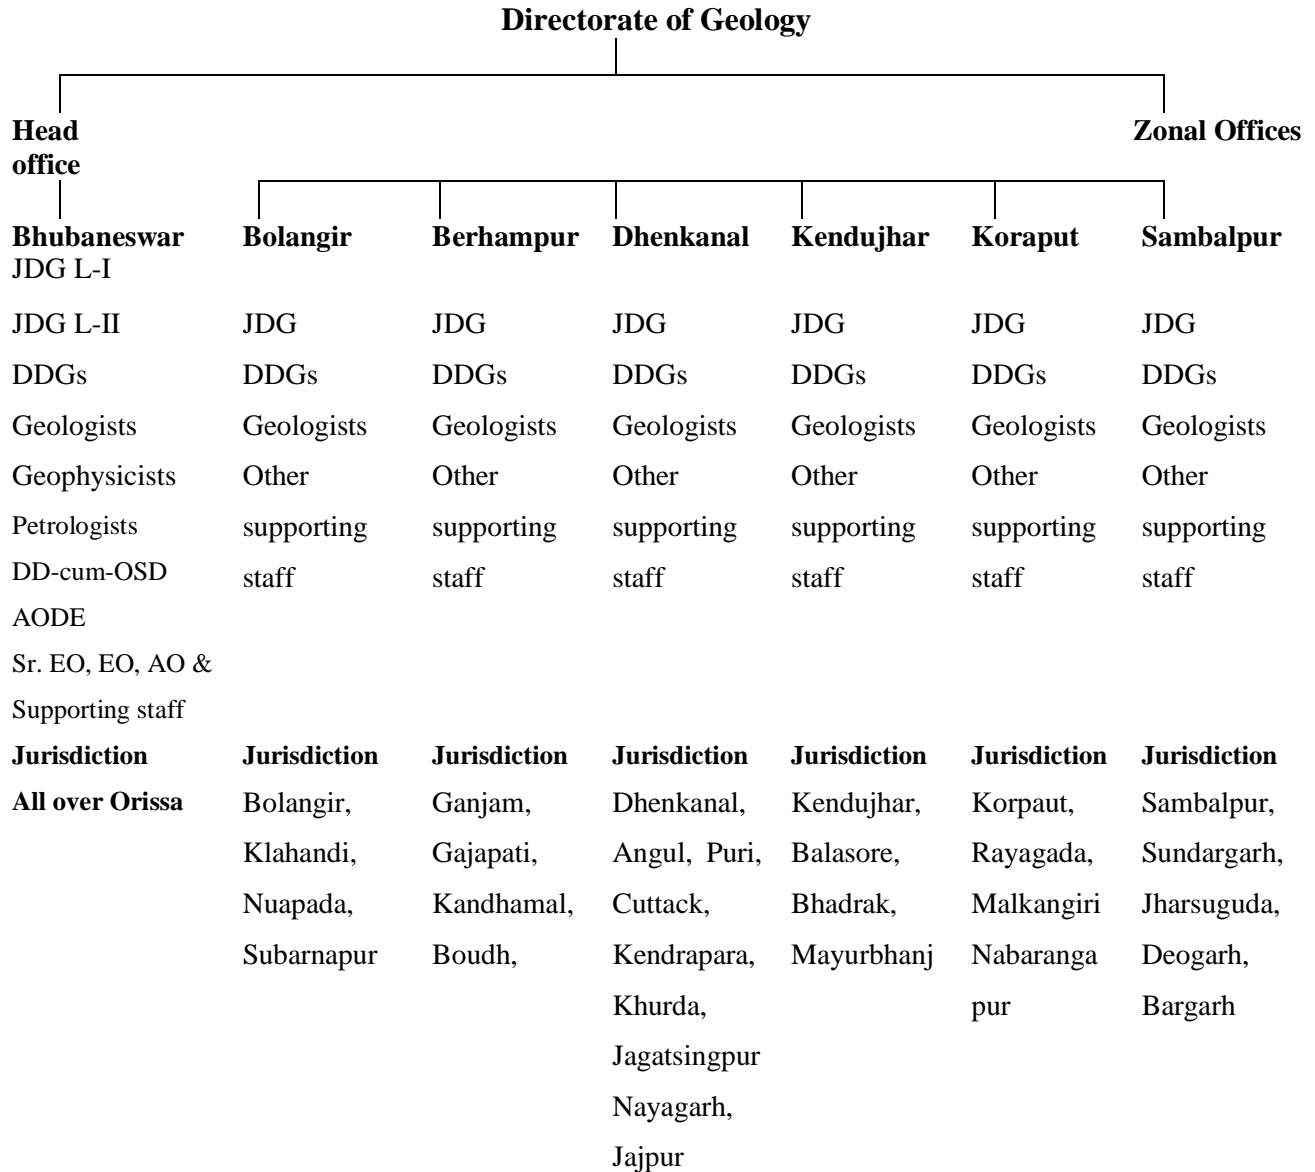 Directorate of Geology
Head
office
Zonal Offices
Bhubaneswar Bolangir Berhampur Dhenkanal Kendujhar Koraput Sambalpur
JDG L-I
JDG L-II JDG JDG JDG JDG JDG JDG
DDGs DDGs DDGs DDGs DDGs DDGs DDGs
Geologists Geologists Geologists Geologists Geologists Geologists Geologists
Geophysicists Other Other Other Other Other Other
Petrologists supporting supporting supporting supporting supporting supporting
DD-cum-OSD staff staff staff staff staff staff
AODE
Sr. EO, EO, AO &
Supporting staff
Jurisdiction Jurisdiction Jurisdiction Jurisdiction Jurisdiction Jurisdiction Jurisdiction
All over Orissa Bolangir, Ganjam, Dhenkanal, Kendujhar, Korpaut, Sambalpur,
Klahandi, Gajapati, Angul, Puri, Balasore, Rayagada, Sundargarh,
Nuapada, Kandhamal, Cuttack, Bhadrak, Malkangiri Jharsuguda,
Subarnapur Boudh, Kendrapara, Mayurbhanj Nabaranga Deogarh,
Khurda, pur Bargarh
Jagatsingpur
Nayagarh,
Jajpur